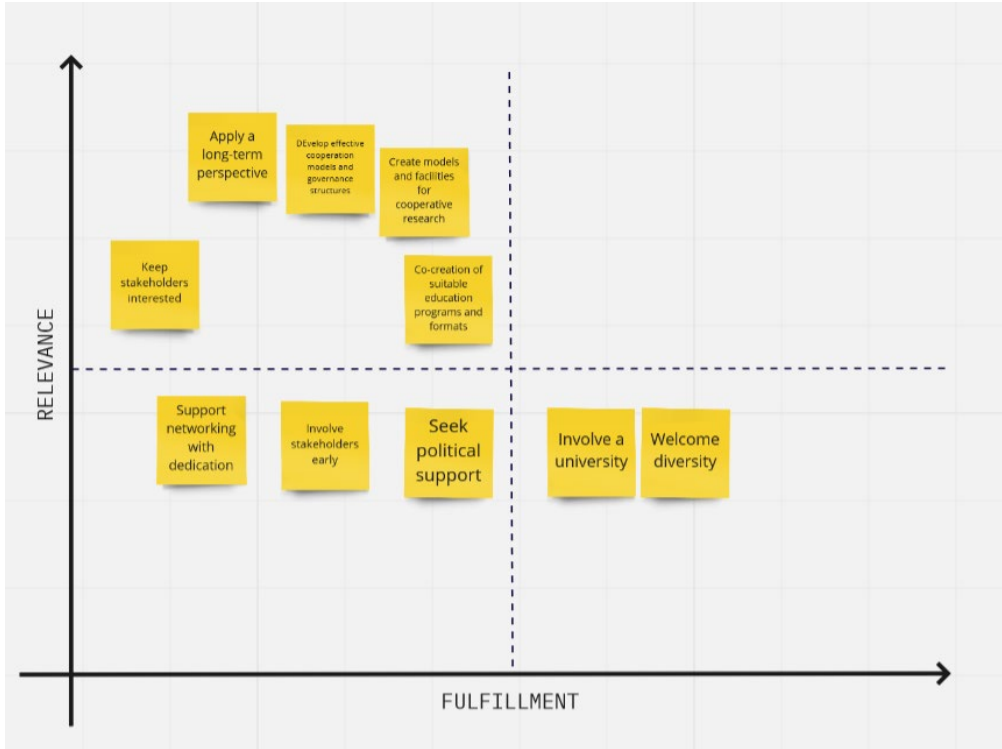 Apply a
long-term
perspective
DEvelop effective
cooperation
models and
governance
structures
Create models
and facilities
for
cooperative
research
Keep
stakeholders
interested
Co-creation of
suitable
education
programs and
formats
RELEVANCE
Support
networking
with
dedication
Involve
stakeholders
early
Seek
political
support
Involve a
university
Welcome
diversity
FULFILLMENT